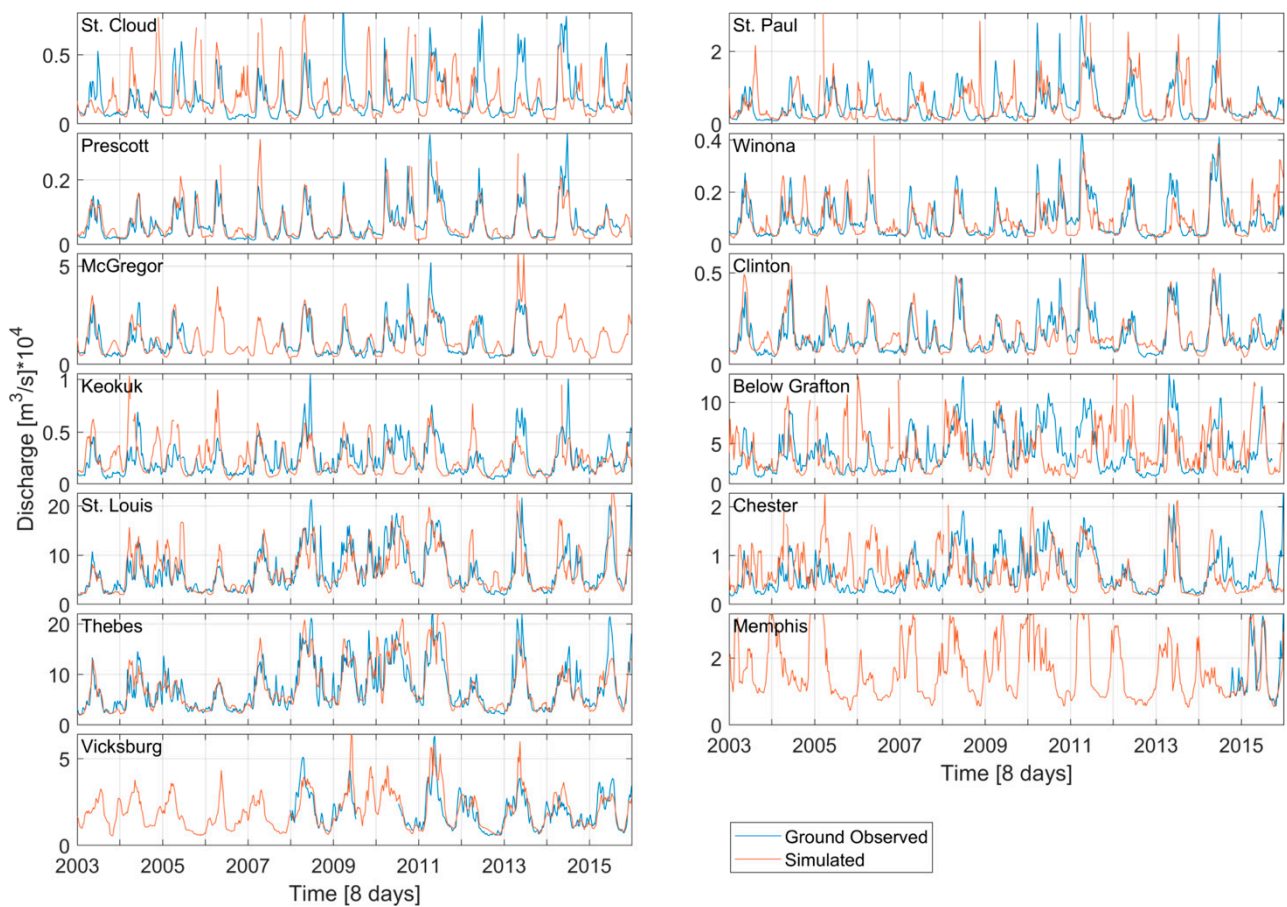 St. Cloud
0.5
0
Prescott
0.2
0
McGregor
5
0
Keokuk
1
0.5
0
St. Louis
20
10
0
Thebes
20
10
0
Vicksburg
5
0
2003 2005 2007 2009 2011 2013 2015
Time [8 days]
Discharge [m³/s]*10⁴
St. Paul
2
0
Winona
0.4
0.2
0
Clinton
0.5
0
Below Grafton
10
5
0
Chester
2
1
0
Memphis
2
0
2003 2005 2007 2009 2011 2013 2015
Time [8 days]
Ground Observed
Simulated